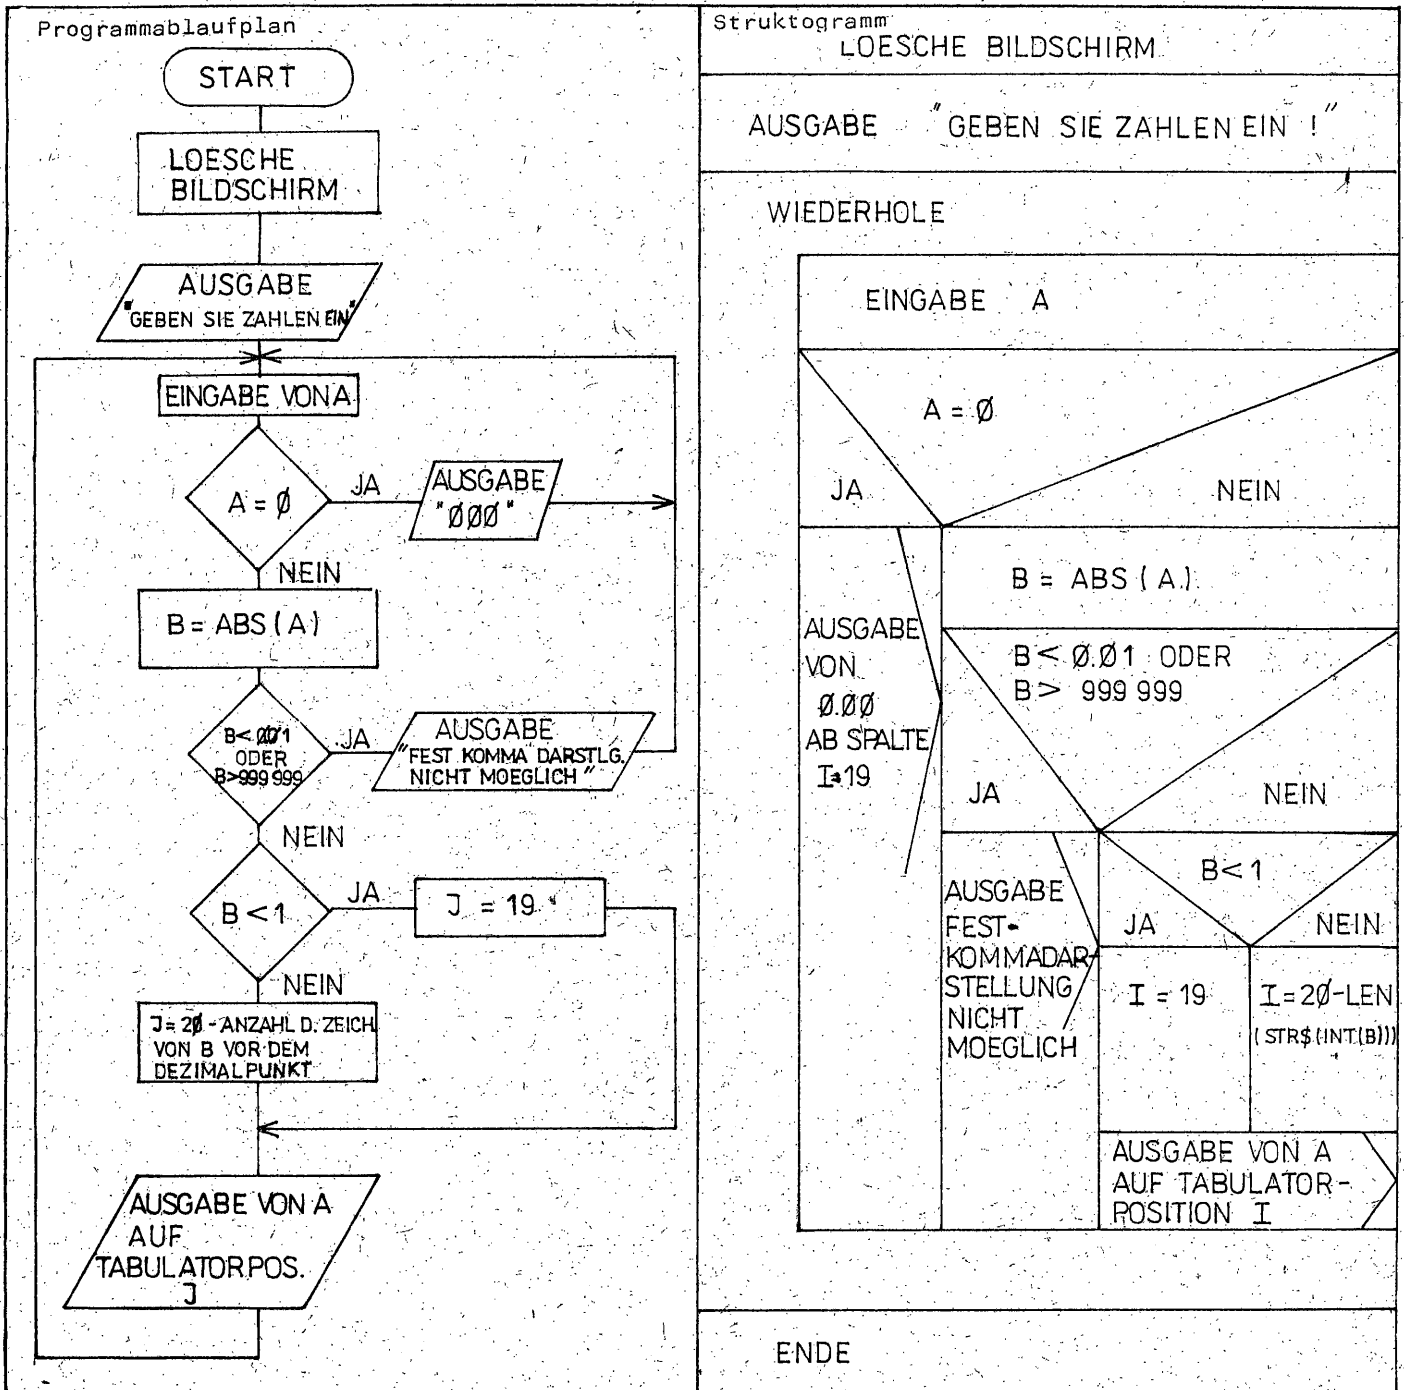 Programmablaufplan
START
LOESCHE
BILDSCHIRM
AUSGABE
"GEBEN SIE ZAHLEN EIN"
EINGABE VON A
A = Ø
JA
AUSGABE
"ØØØ"
NEIN
B = ABS(A)
B< ØØ1
ODER
B>999 999
JA
AUSGABE
"FEST KOMMA DARSTLG.
NICHT MOEGLICH"
NEIN
B < 1
JA
J = 19
NEIN
J= 2Ø - ANZAHL D. ZEICH
VON B VOR DEM
DEZIMALPUNKT
AUSGABE VON A
AUF
TABULATORPOS.
J
Struktogramm
LOESCHE BILDSCHIRM
AUSGABE "GEBEN SIE ZAHLEN EIN !"
WIEDERHOLE
EINGABE A
A = Ø
JA
NEIN
AUSGABE
VON
Ø.ØØ
AB SPALTE
I=19
B = ABS (A)
B < Ø.Ø1 ODER
B > 999 999
JA
NEIN
AUSGABE
FEST-
KOMMADAR-
STELLUNG
NICHT
MOEGLICH
B < 1
JA
NEIN
I = 19
I=2Ø-LEN
(STR$(INT(B)))
AUSGABE VON A
AUF TABULATOR-
POSITION I
ENDE